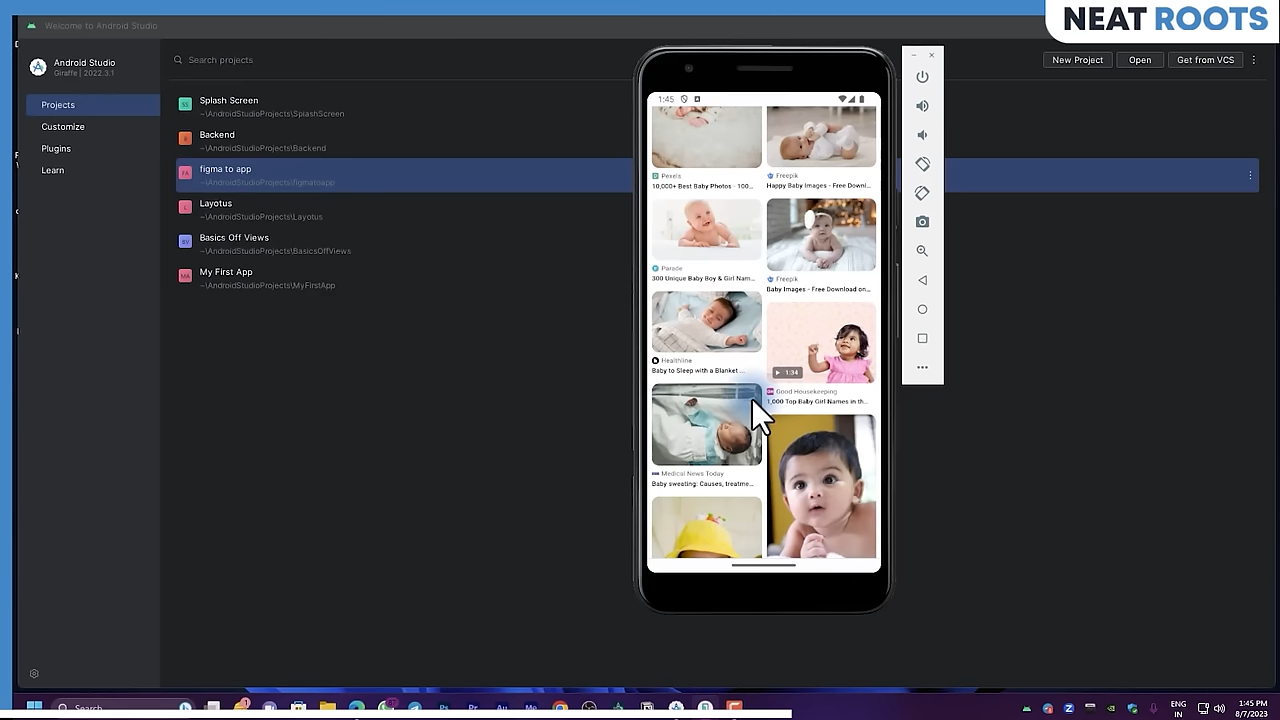 NEAT ROOTS
Welcome to Android Studio
Android Studio
Giraffe | 2022.3.1
Projects
Customize
Plugins
Learn
New Project
Open
Get from VCS
Splash Screen
~\AndroidStudioProjects\SplashScreen
Backend
~\AndroidStudioProjects\Backend
figma to app
~\AndroidStudioProjects\figmatoapp
Layotus
~\AndroidStudioProjects\Layotus
Basics Off Views
~\AndroidStudioProjects\BasicsOffViews
My First App
~\AndroidStudioProjects\MyFirstApp
1:45
Pexels
10,000+ Best Baby Photos · 100...
Freepik
Happy Baby Images - Free Downl...
Parade
300 Unique Baby Boy & Girl Nam...
Freepik
Baby Images - Free Download on...
Healthline
Baby to Sleep with a Blanket ...
1:34
Good Housekeeping
1,000 Top Baby Girl Names in th...
Medical News Today
Baby sweating: Causes, treatme...
Search
ENG
IN
1:45 PM
8/7/2023